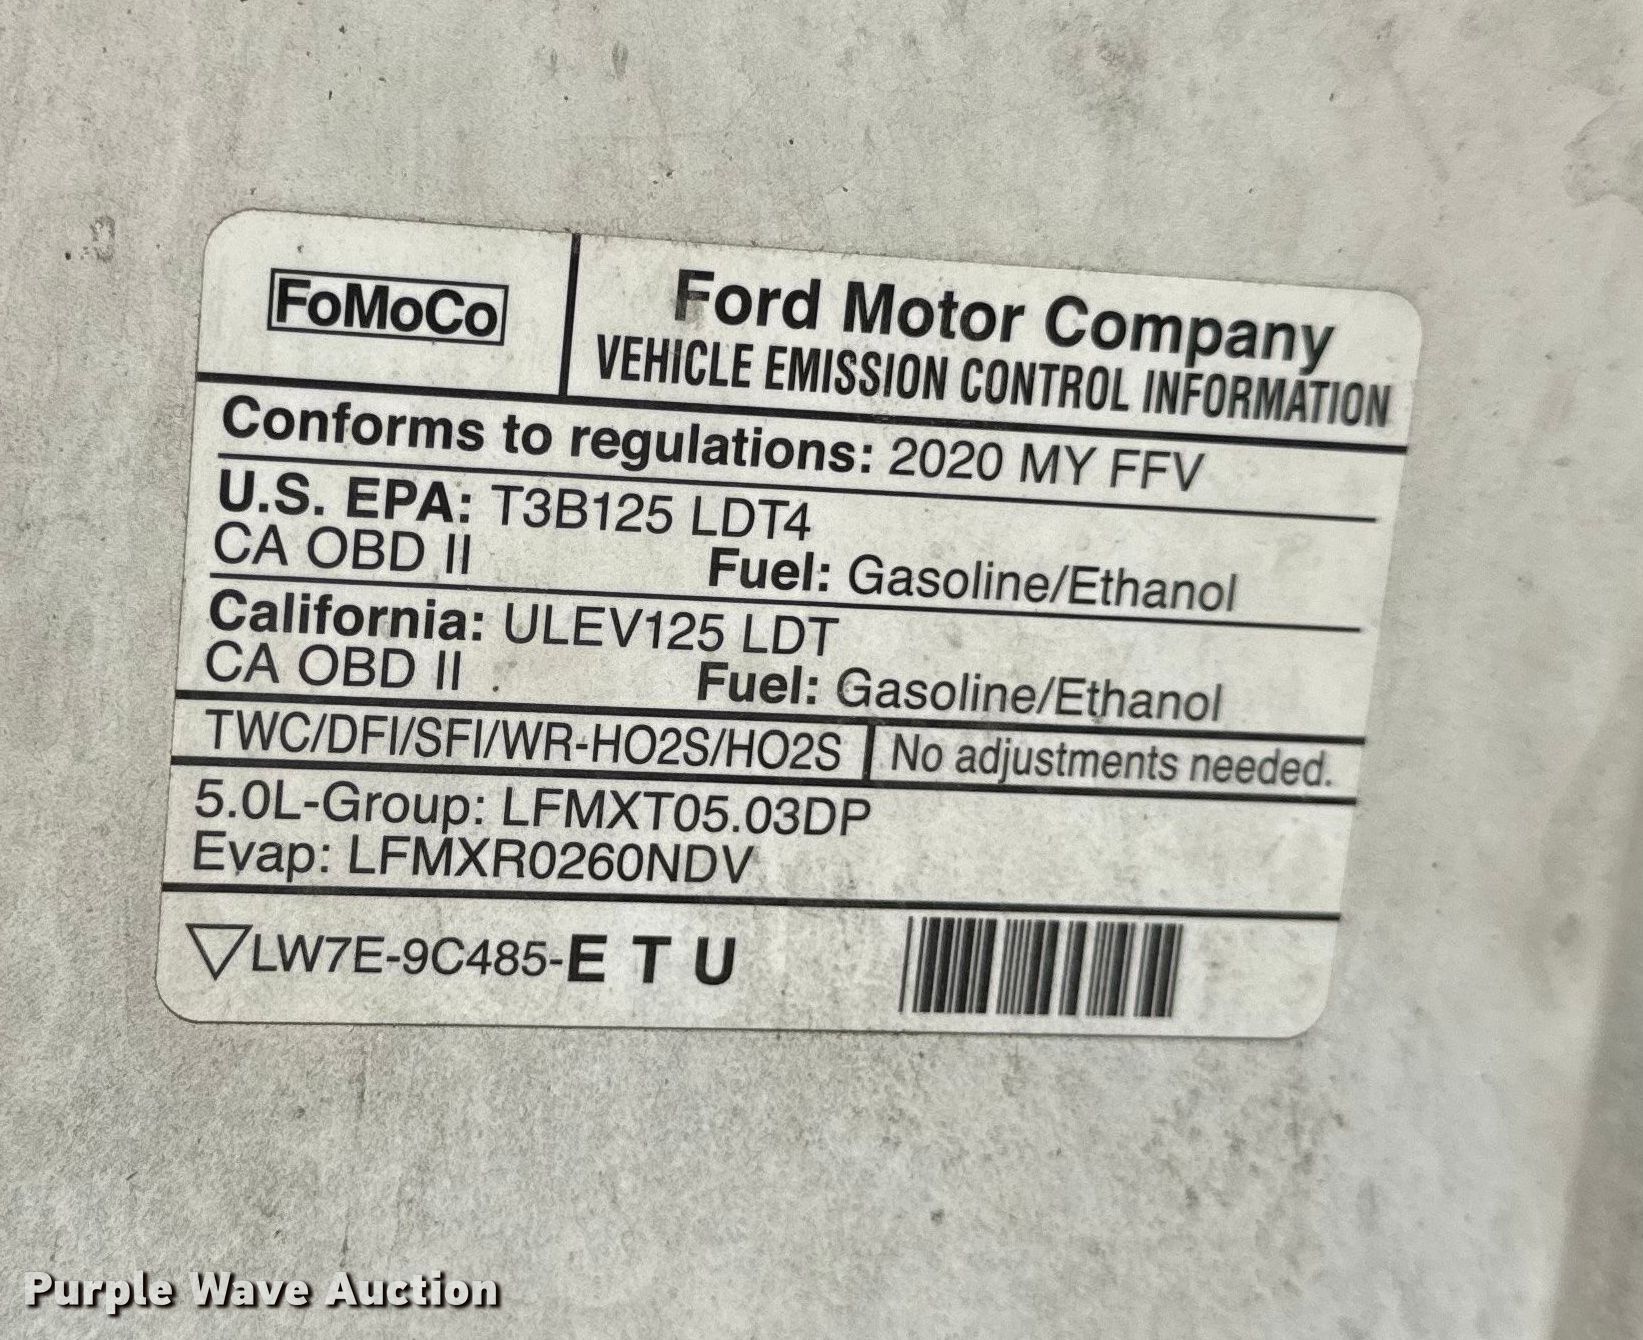 FoMoCo
Ford Motor Company
VEHICLE EMISSION CONTROL INFORMATION
Conforms to regulations: 2020 MY FFV
U.S. EPA: T3B125 LDT4
CA OBD II Fuel: Gasoline/Ethanol
California: ULEV125 LDT
CA OBD II Fuel: Gasoline/Ethanol
TWC/DFI/SFI/WR-HO2S/HO2S No adjustments needed.
5.0L-Group: LFMXT05.03DP
Evap: LFMXR0260NDV
LW7E-9C485-E T U
Purple Wave Auction